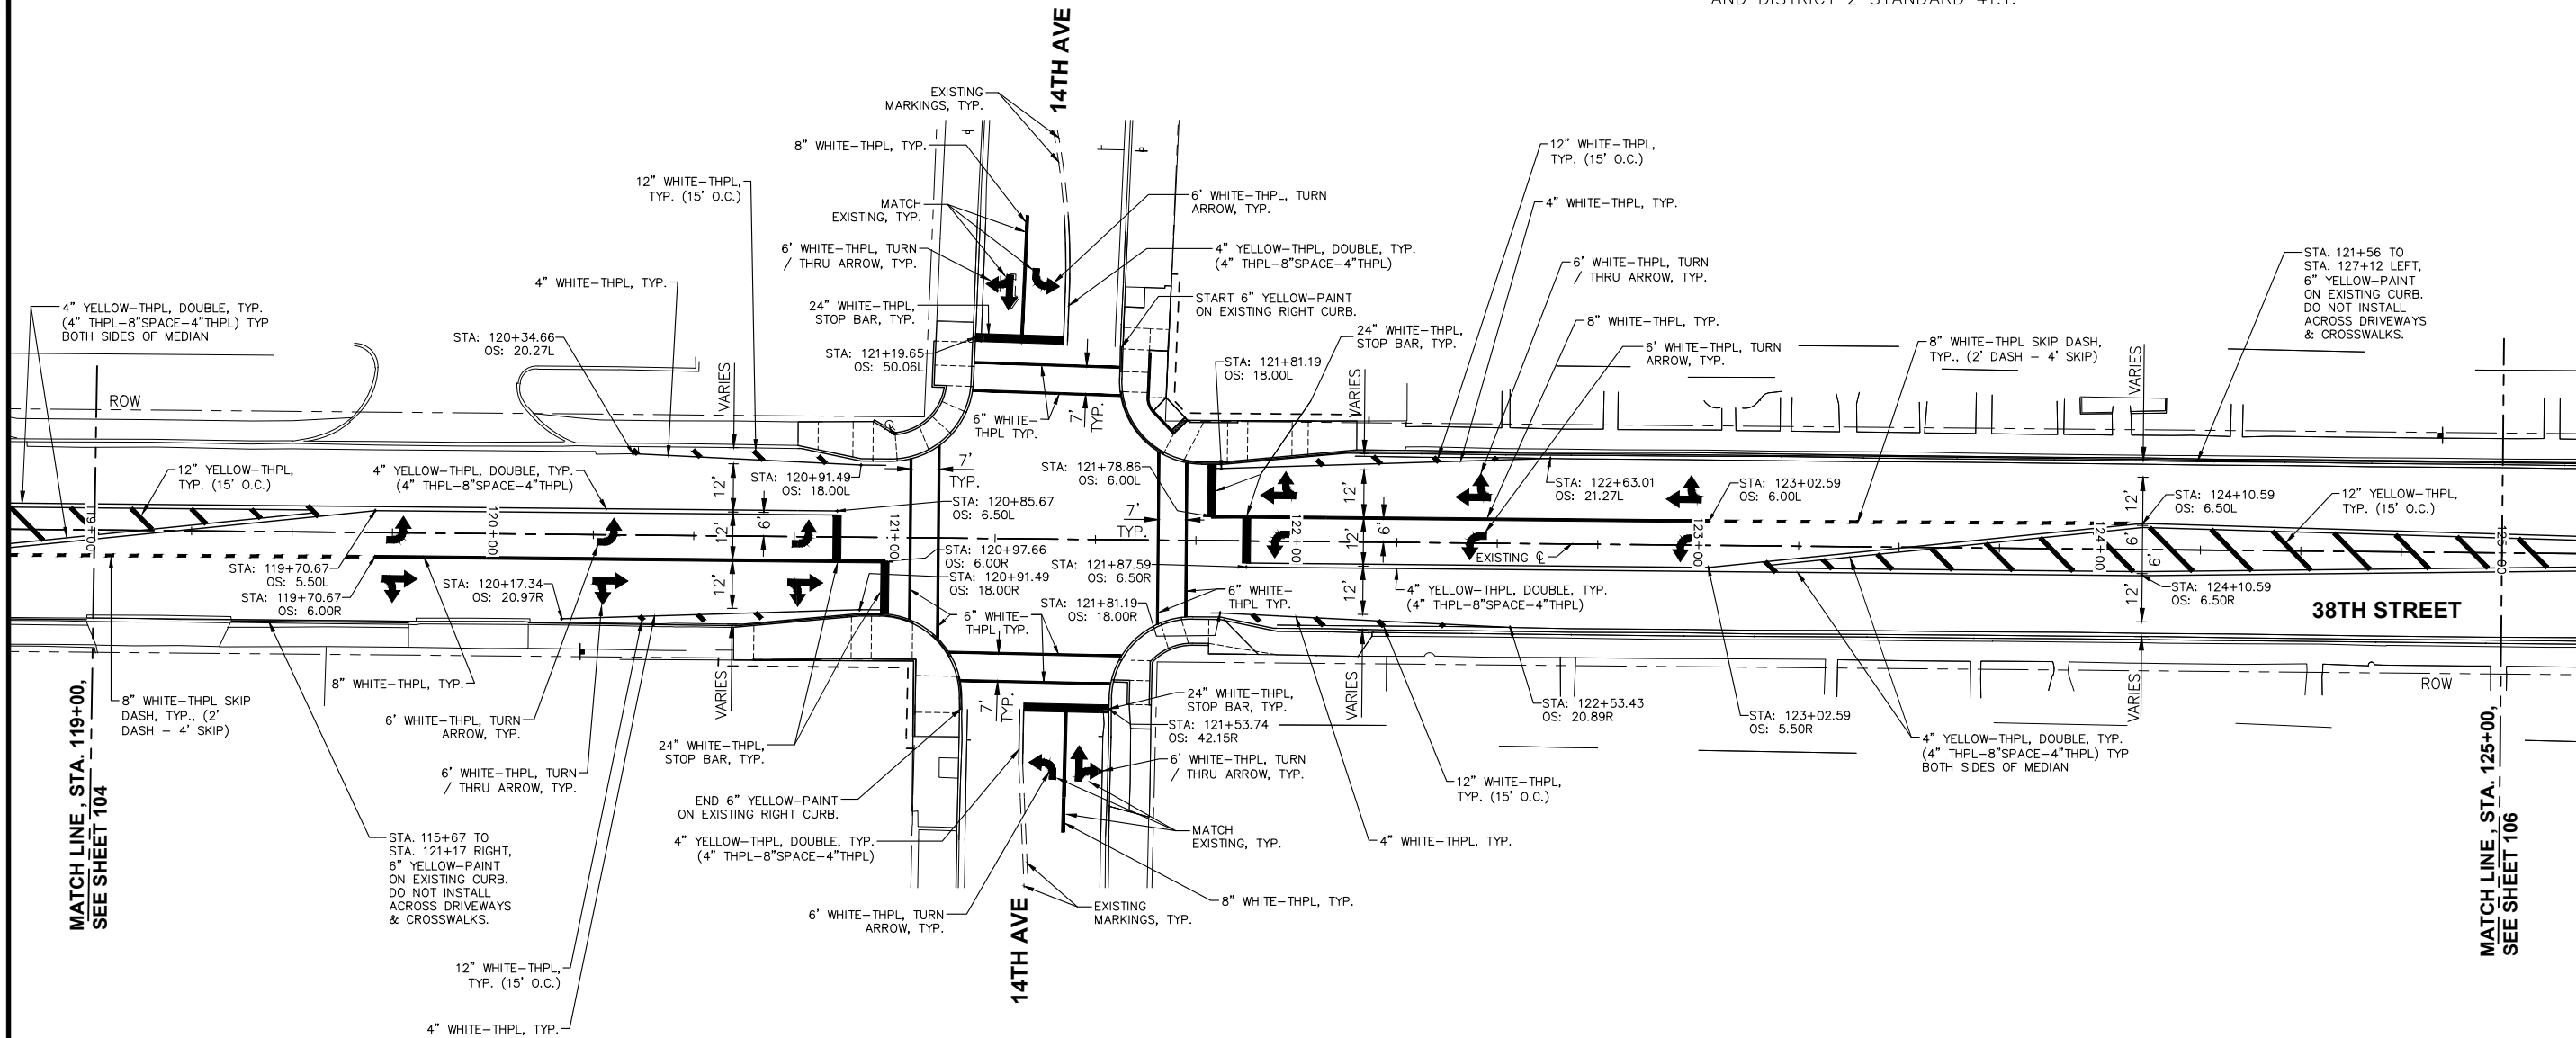 AND DISTRICT 2 STANDARD 41.1.
14TH AVE
EXISTING
MARKINGS, TYP.
8" WHITE-THPL, TYP.
12" WHITE-THPL,
TYP. (15' O.C.)
MATCH
EXISTING, TYP.
6' WHITE-THPL, TURN
/ THRU ARROW, TYP.
4" WHITE-THPL, TYP.
24" WHITE-THPL,
STOP BAR, TYP.
6' WHITE-THPL, TURN
ARROW, TYP.
4" YELLOW-THPL, DOUBLE, TYP.
(4" THPL-8"SPACE-4"THPL)
START 6" YELLOW-PAINT
ON EXISTING RIGHT CURB.
24" WHITE-THPL,
STOP BAR, TYP.
12" WHITE-THPL,
TYP. (15' O.C.)
4" WHITE-THPL, TYP.
6' WHITE-THPL, TURN
/ THRU ARROW, TYP.
8" WHITE-THPL, TYP.
6' WHITE-THPL, TURN
ARROW, TYP.
8" WHITE-THPL SKIP DASH,
TYP., (2' DASH - 4' SKIP)
STA. 121+56 TO
STA. 127+12 LEFT,
6" YELLOW-PAINT
ON EXISTING CURB.
DO NOT INSTALL
ACROSS DRIVEWAYS
& CROSSWALKS.
4" YELLOW-THPL, DOUBLE, TYP.
(4" THPL-8"SPACE-4"THPL) TYP
BOTH SIDES OF MEDIAN
STA: 120+34.66
OS: 20.27L
STA: 121+19.65
OS: 50.06L
STA: 121+81.19
OS: 18.00L
VARIES
VARIES
VARIES
ROW
6" WHITE-
THPL TYP.
7'
TYP.
12" YELLOW-THPL,
TYP. (15' O.C.)
4" YELLOW-THPL, DOUBLE, TYP.
(4" THPL-8"SPACE-4"THPL)
STA: 120+91.49
OS: 18.00L
7'
TYP.
STA: 121+78.86
OS: 6.00L
STA: 122+63.01
OS: 21.27L
STA: 123+02.59
OS: 6.00L
STA: 124+10.59
OS: 6.50L
12" YELLOW-THPL,
TYP. (15' O.C.)
STA: 120+85.67
OS: 6.50L
7'
TYP.
119+00
120+00
121+00
122+00
123+00
124+00
125+00
12'
12'
6'
12'
12'
12'
6'
12'
12'
6'
6'
12'
EXISTING ℄
STA: 119+70.67
OS: 5.50L
STA: 119+70.67
OS: 6.00R
STA: 120+17.34
OS: 20.97R
STA: 120+97.66
OS: 6.00R
STA: 120+91.49
OS: 18.00R
STA: 121+87.59
OS: 6.50R
STA: 121+81.19
OS: 18.00R
6" WHITE-
THPL TYP.
6" WHITE-
THPL TYP.
4" YELLOW-THPL, DOUBLE, TYP.
(4" THPL-8"SPACE-4"THPL)
STA: 124+10.59
OS: 6.50R
38TH STREET
ROW
MATCH LINE, STA. 119+00,
SEE SHEET 104
8" WHITE-THPL SKIP
DASH, TYP., (2'
DASH - 4' SKIP)
8" WHITE-THPL, TYP.
6' WHITE-THPL, TURN
ARROW, TYP.
6' WHITE-THPL, TURN
/ THRU ARROW, TYP.
VARIES
24" WHITE-THPL,
STOP BAR, TYP.
7'
TYP.
24" WHITE-THPL,
STOP BAR, TYP.
STA: 121+53.74
OS: 42.15R
6' WHITE-THPL, TURN
/ THRU ARROW, TYP.
VARIES
STA: 122+53.43
OS: 20.89R
STA: 123+02.59
OS: 5.50R
VARIES
4" YELLOW-THPL, DOUBLE, TYP.
(4" THPL-8"SPACE-4"THPL) TYP
BOTH SIDES OF MEDIAN
MATCH LINE, STA. 125+00,
SEE SHEET 106
END 6" YELLOW-PAINT
ON EXISTING RIGHT CURB.
4" YELLOW-THPL, DOUBLE, TYP.
(4" THPL-8"SPACE-4"THPL)
12" WHITE-THPL,
TYP. (15' O.C.)
MATCH
EXISTING, TYP.
4" WHITE-THPL, TYP.
STA. 115+67 TO
STA. 121+17 RIGHT,
6" YELLOW-PAINT
ON EXISTING CURB.
DO NOT INSTALL
ACROSS DRIVEWAYS
& CROSSWALKS.
6' WHITE-THPL, TURN
ARROW, TYP.
EXISTING
MARKINGS, TYP.
8" WHITE-THPL, TYP.
14TH AVE
12" WHITE-THPL,
TYP. (15' O.C.)
4" WHITE-THPL, TYP.